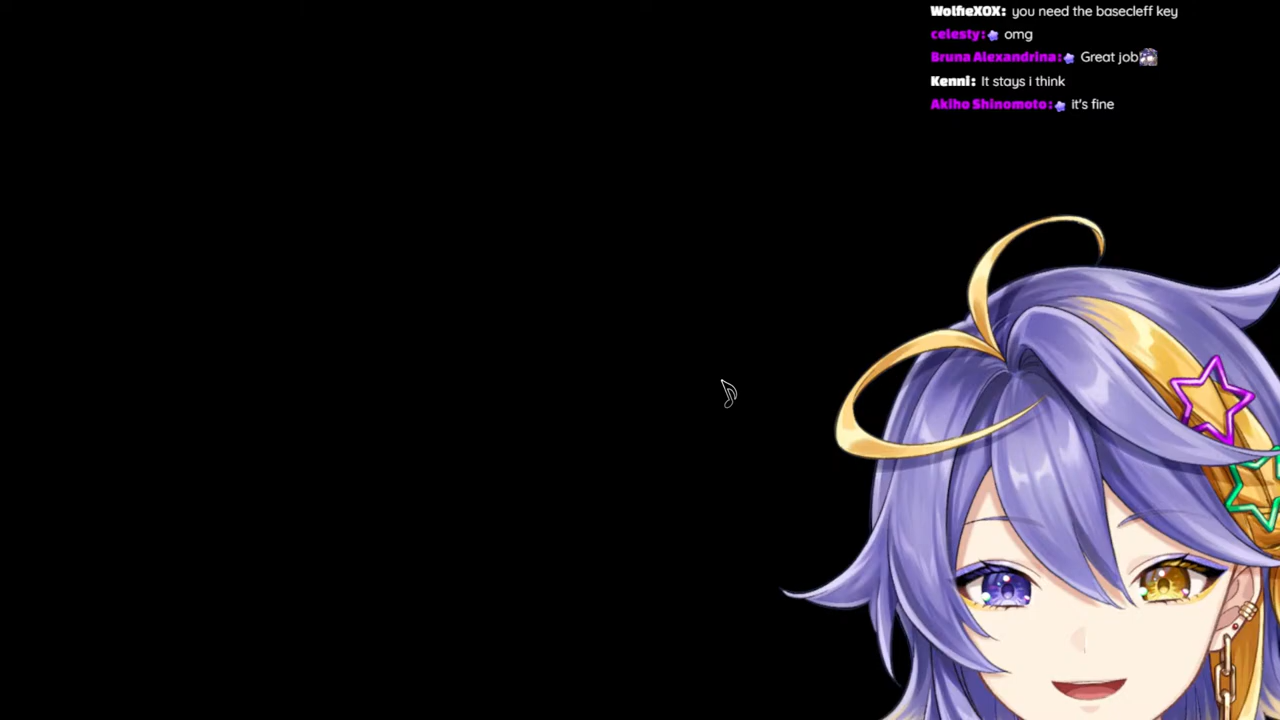 WolfieXOX: you need the basecleff key
celesty: omg
Bruna Alexandrina: Great job
Kenni: It stays i think
Akiho Shinomoto: it's fine